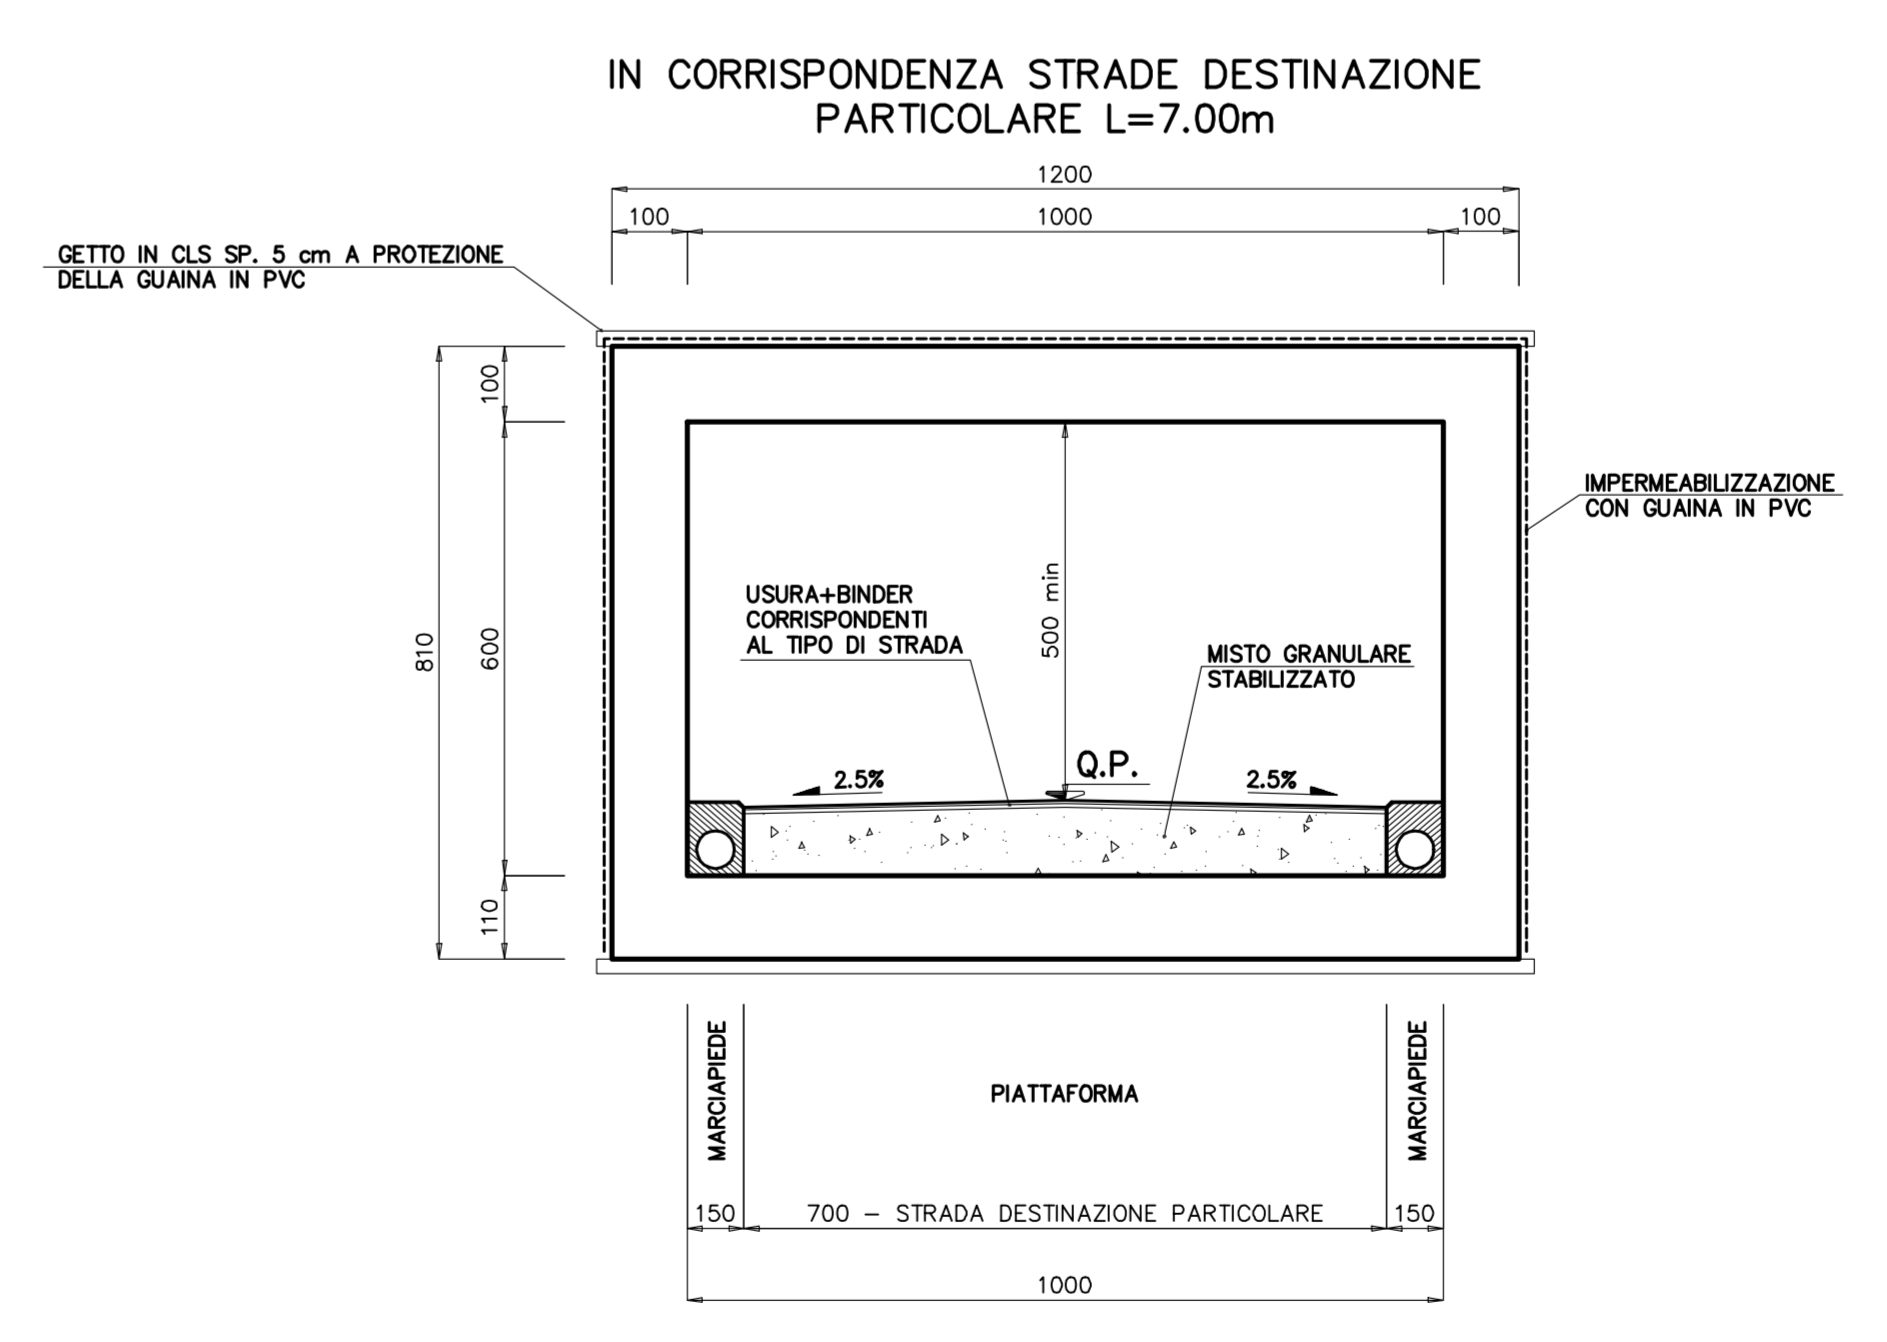 IN CORRISPONDENZA STRADE DESTINAZIONE
PARTICOLARE L=7.00m
1200
100
1000
100
GETTO IN CLS SP. 5 cm A PROTEZIONE
DELLA GUAINA IN PVC
100
IMPERMEABILIZZAZIONE
CON GUAINA IN PVC
USURA+BINDER
CORRISPONDENTI
AL TIPO DI STRADA
500 min
810
600
MISTO GRANULARE
STABILIZZATO
Q.P.
2.5%
2.5%
110
MARCIAPIEDE
PIATTAFORMA
MARCIAPIEDE
150
700 – STRADA DESTINAZIONE PARTICOLARE
150
1000